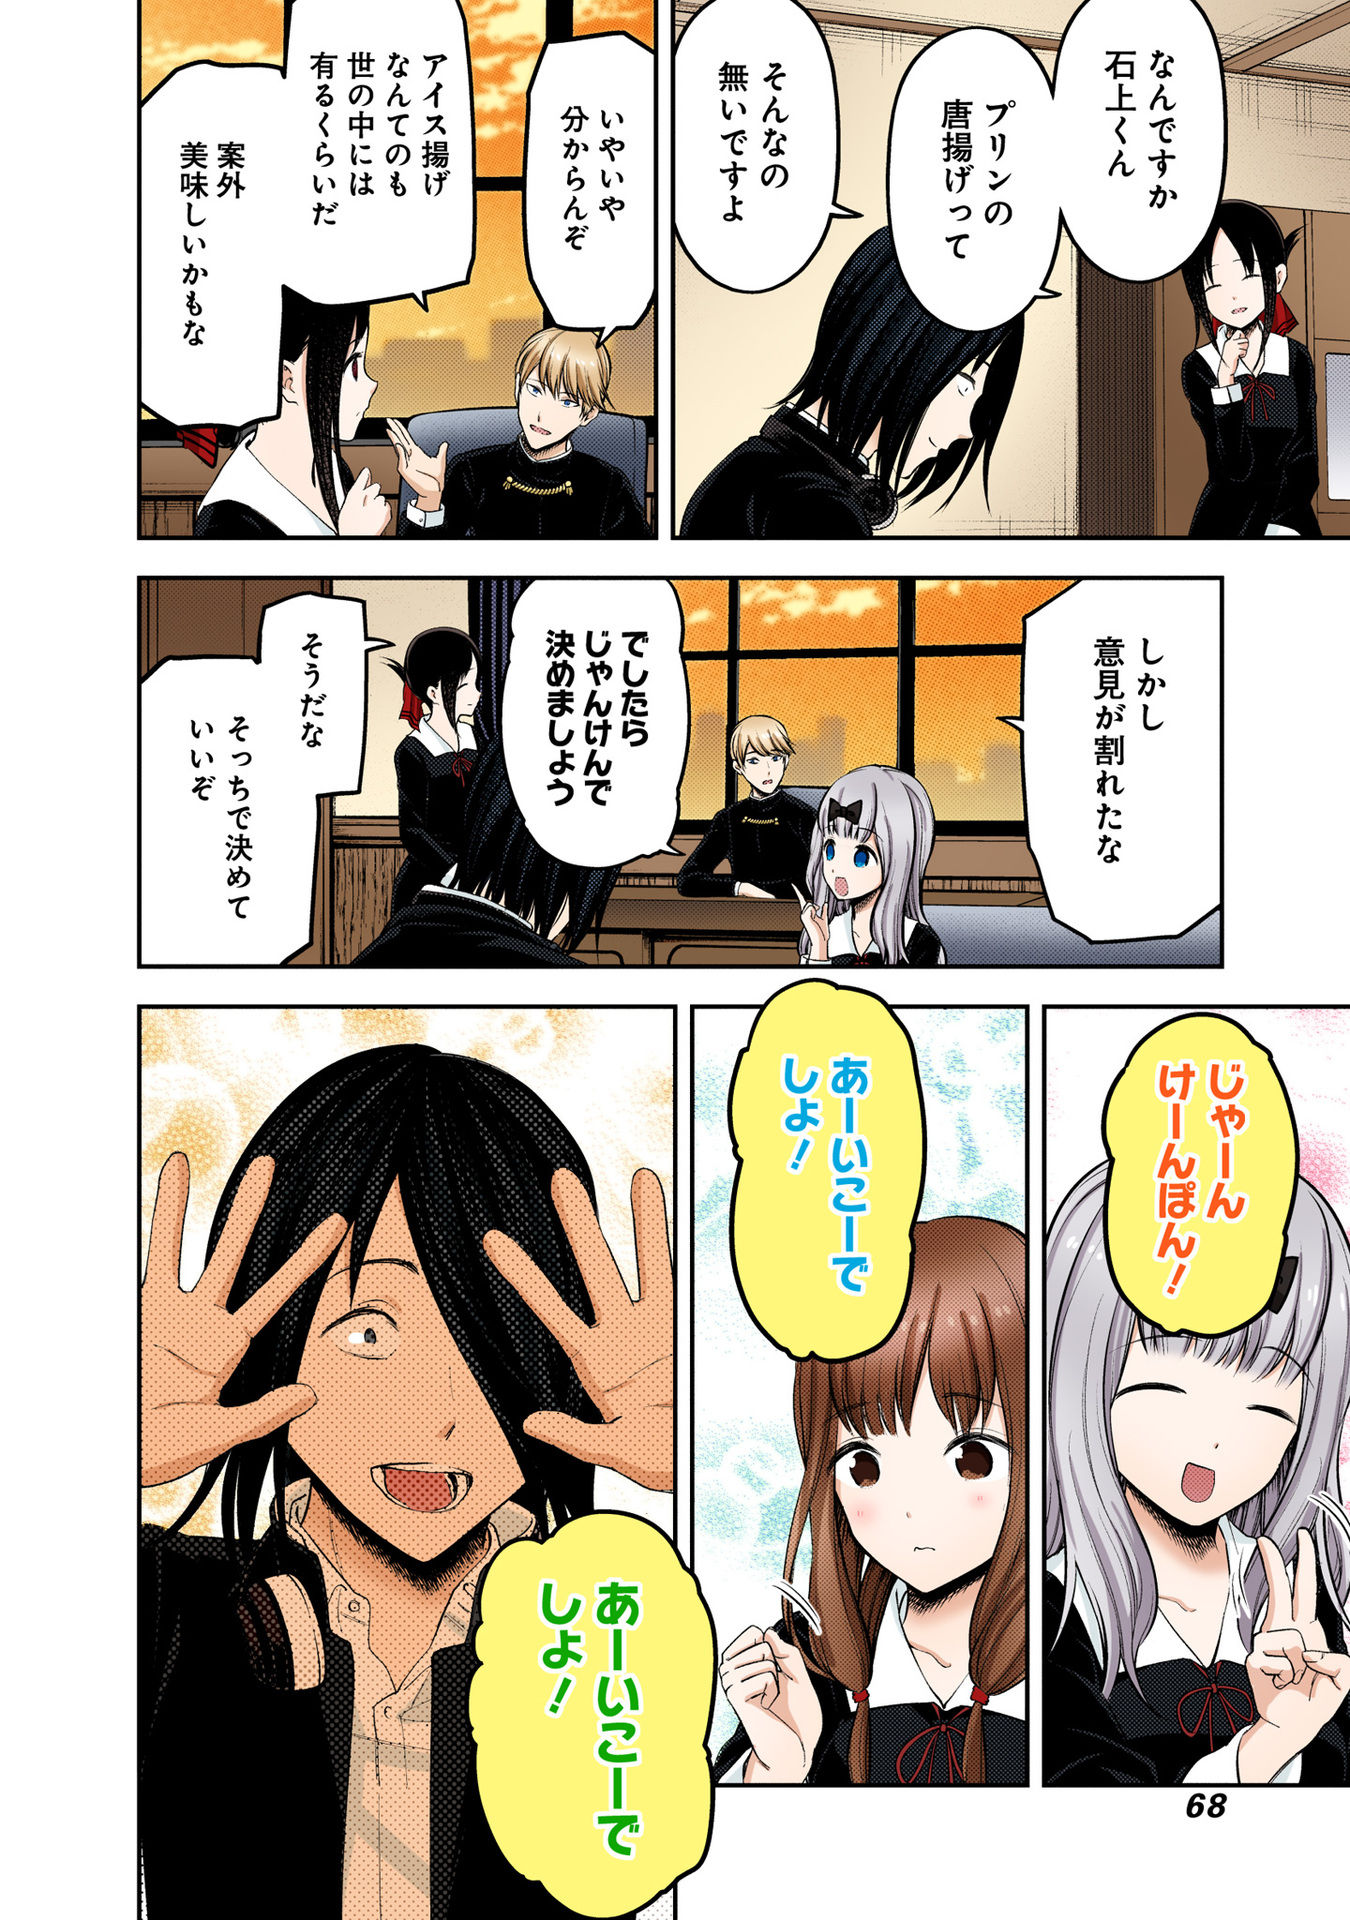 なんですか
石上くん
プリンの
唐揚げって
そんなの
無いですよ
いやいや
分からんぞ
アイス揚げ
なんてのも
世の中には
有るくらいだ
案外
美味しいかもな
しかし
意見が割れたな
でしたら
じゃんけんで
決めましょう
そうだな
そっちで決めて
いいぞ
じゃーん
けーんぽん!
あーいこーで
しょ!
あーいこーで
しょ!
68